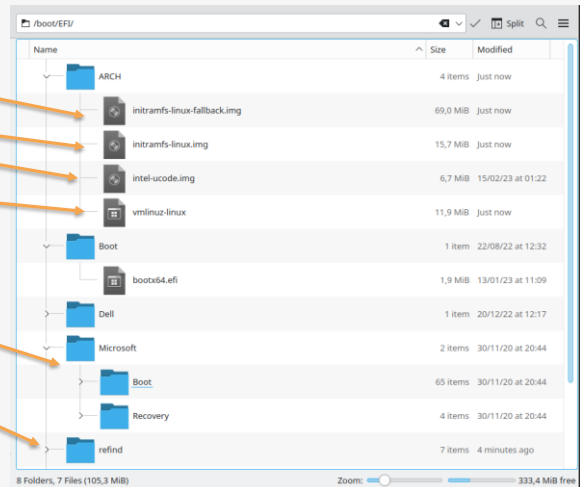 /boot/EFI/ Split
Name Size Modified
ARCH 4 items Just now
initramfs-linux-fallback.img 69,0 MiB Just now
initramfs-linux.img 15,7 MiB Just now
intel-ucode.img 6,7 MiB 15/02/23 at 01:22
vmlinuz-linux 11,9 MiB Just now
Boot 1 item 22/08/22 at 12:32
bootx64.efi 1,9 MiB 13/01/23 at 11:09
Dell 1 item 20/12/22 at 12:17
Microsoft 2 items 30/11/20 at 20:44
Boot 65 items 30/11/20 at 20:44
Recovery 4 items 30/11/20 at 20:44
refind 7 items 4 minutes ago
8 Folders, 7 Files (105,3 MiB) Zoom: 333,4 MiB free